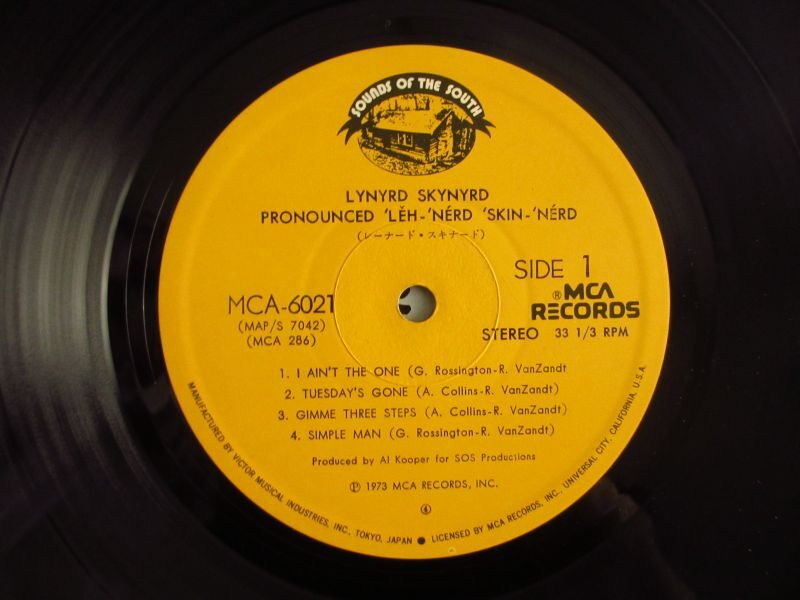 SOUNDS OF THE SOUTH
LYNYRD SKYNYRD
PRONOUNCED 'LĔH-'NÉRD 'SKIN-'NÉRD
(レーナード・スキナード)
SIDE 1
MCA-6021
(MAP/S 7042)
(MCA 286)
®MCA
RECORDS
STEREO 33 1/3 RPM
1. I AIN'T THE ONE (G. Rossington-R. VanZandt
2. TUESDAY'S GONE (A. Collins-R. VanZandt)
3. GIMME THREE STEPS (A. Collins-R. VanZandt)
4. SIMPLE MAN (G. Rossington-R. VanZandt)
Produced by Al Kooper for SOS Productiions
Ⓟ 1973 MCA RECORDS, INC.
④
MANUFACTURED BY VICTOR MUSICAL INDUSTRIES, INC., TOKYO, JAPAN ● LICENSED BY MCA RECORDS, INC., UNIVERSAL CITY, CALIFORNIA, U.S.A.